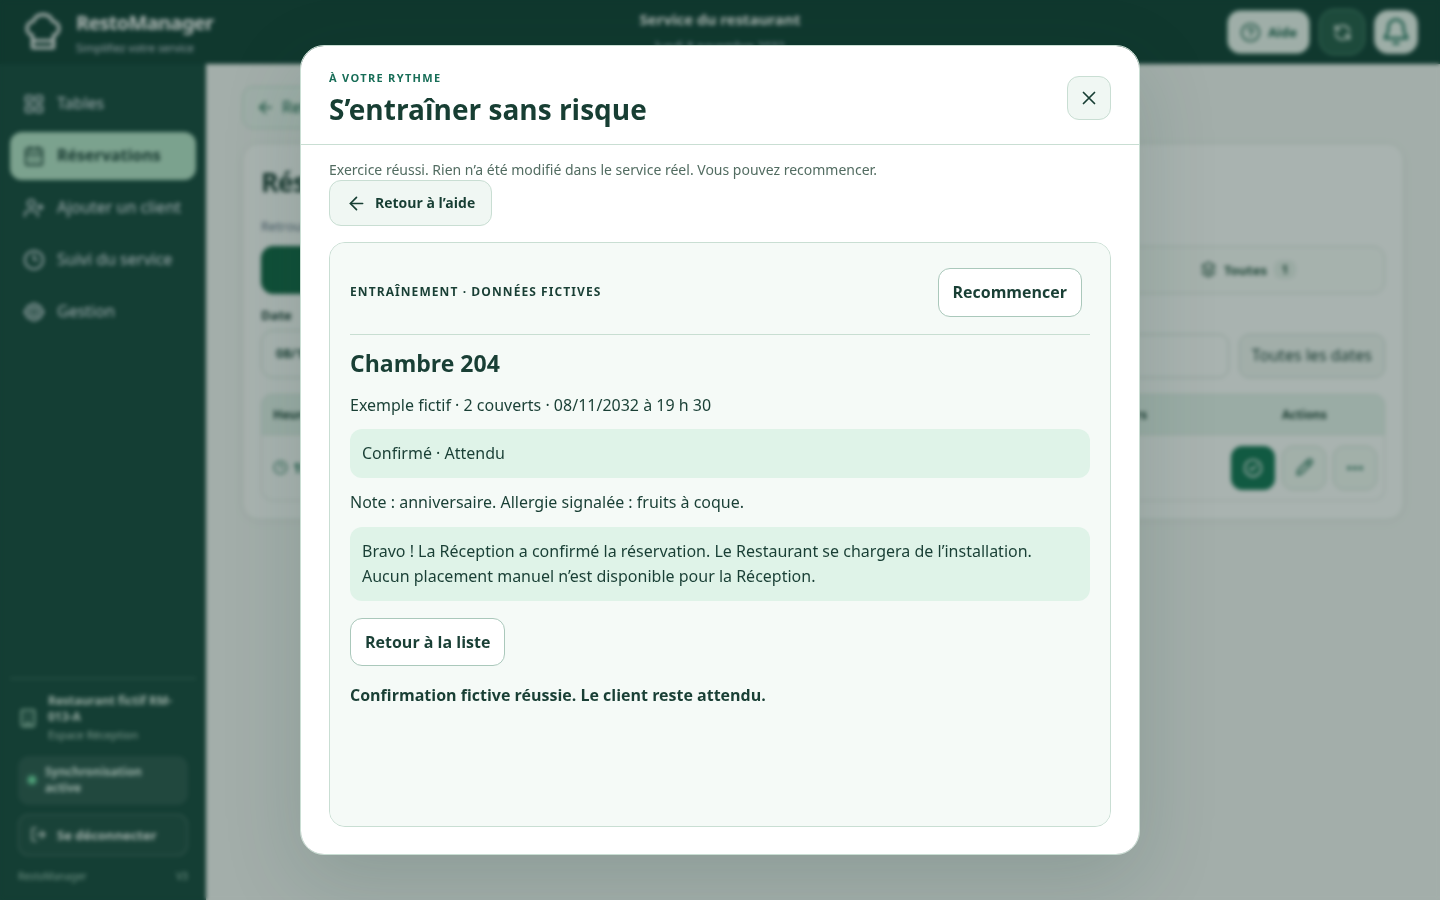 RestoManager
Simplifiez votre service
Service du restaurant
Aide
Tables
Réservations
Ajouter un client
Suivi du service
Gestion
Restaurant fictif RM-
013-A
Espace Réception
Synchronisation
active
Se déconnecter
RestoManager
À VOTRE RYTHME
S’entraîner sans risque
Exercice réussi. Rien n’a été modifié dans le service réel. Vous pouvez recommencer.
Retour à l’aide
ENTRAÎNEMENT · DONNÉES FICTIVES
Recommencer
Chambre 204
Exemple fictif · 2 couverts · 08/11/2032 à 19 h 30
Confirmé · Attendu
Note : anniversaire. Allergie signalée : fruits à coque.
Bravo ! La Réception a confirmé la réservation. Le Restaurant se chargera de l’installation.
Aucun placement manuel n’est disponible pour la Réception.
Retour à la liste
Confirmation fictive réussie. Le client reste attendu.
Date
Toutes 1
Toutes les dates
Actions